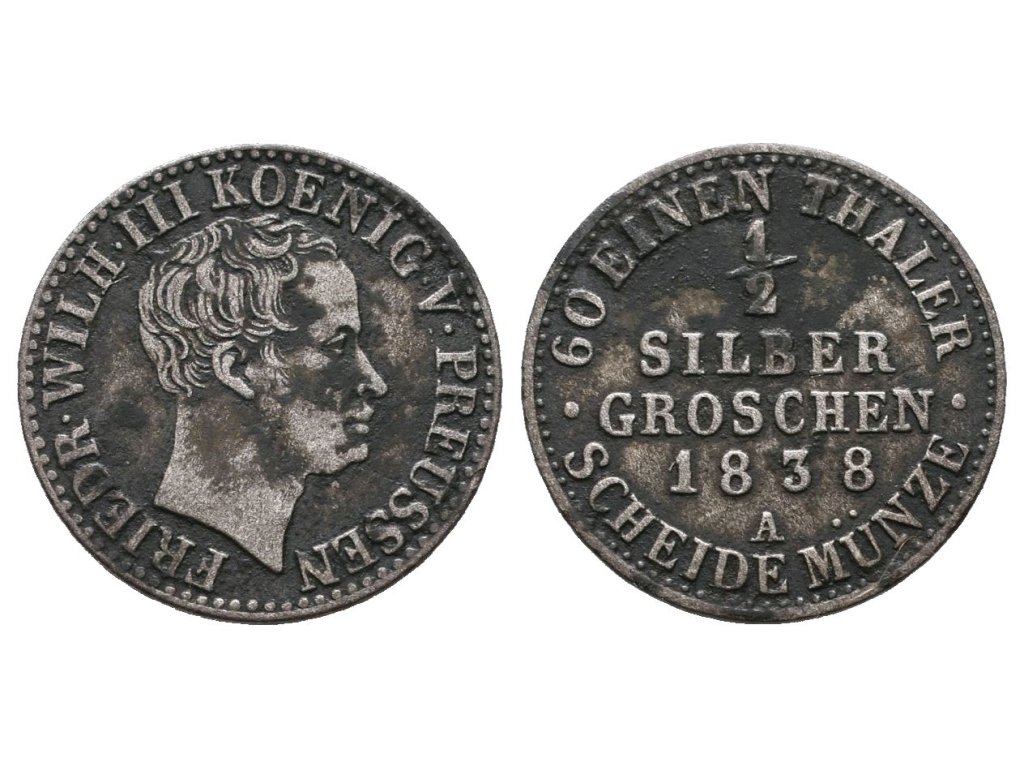 FRIEDR·WILH·III KOENIG·V·PREUSSEN
60 EINEN THALER
1/2
SILBER
·GROSCHEN·
1838
A
SCHEIDE MÜNZE